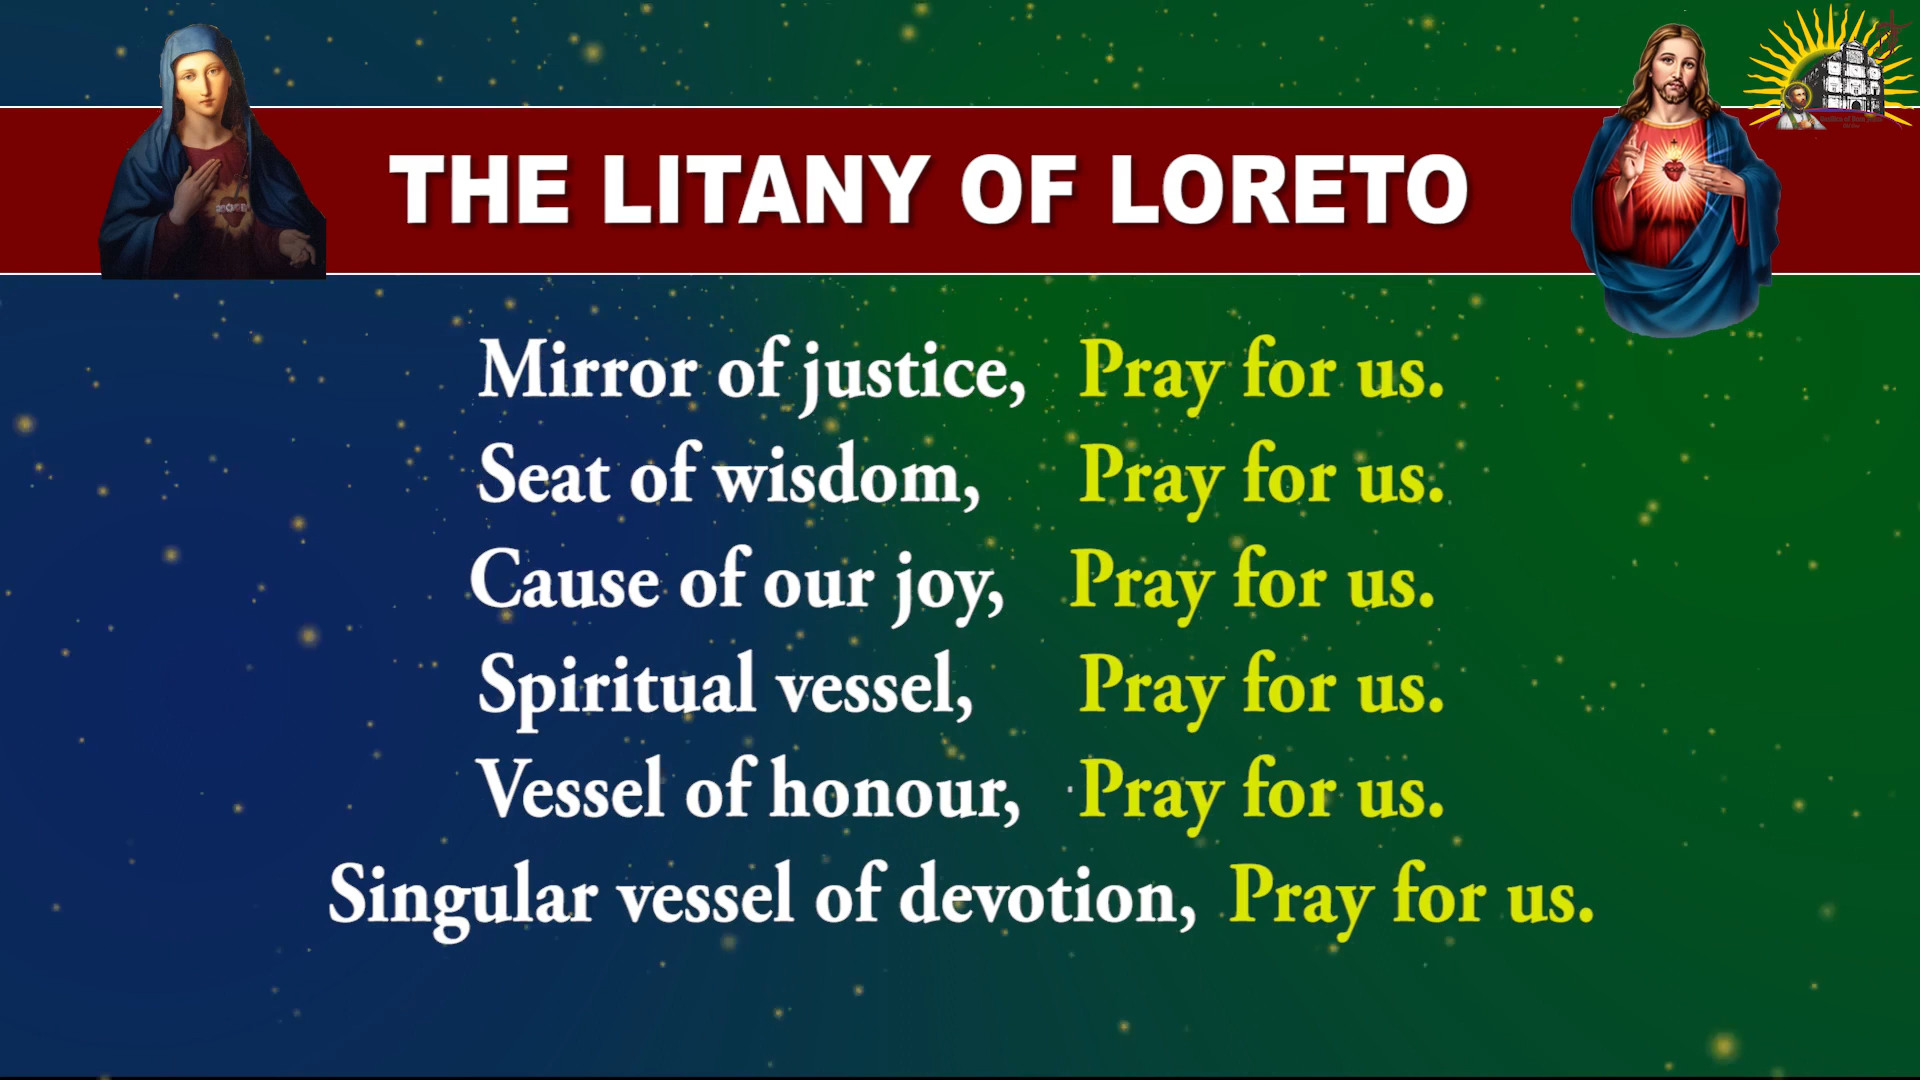 THE LITANY OF LORETO
Mirror of justice, Pray for us.
Seat of wisdom, Pray for us.
Cause of our joy, Pray for us.
Spiritual vessel, Pray for us.
Vessel of honour, Pray for us.
Singular vessel of devotion, Pray for us.